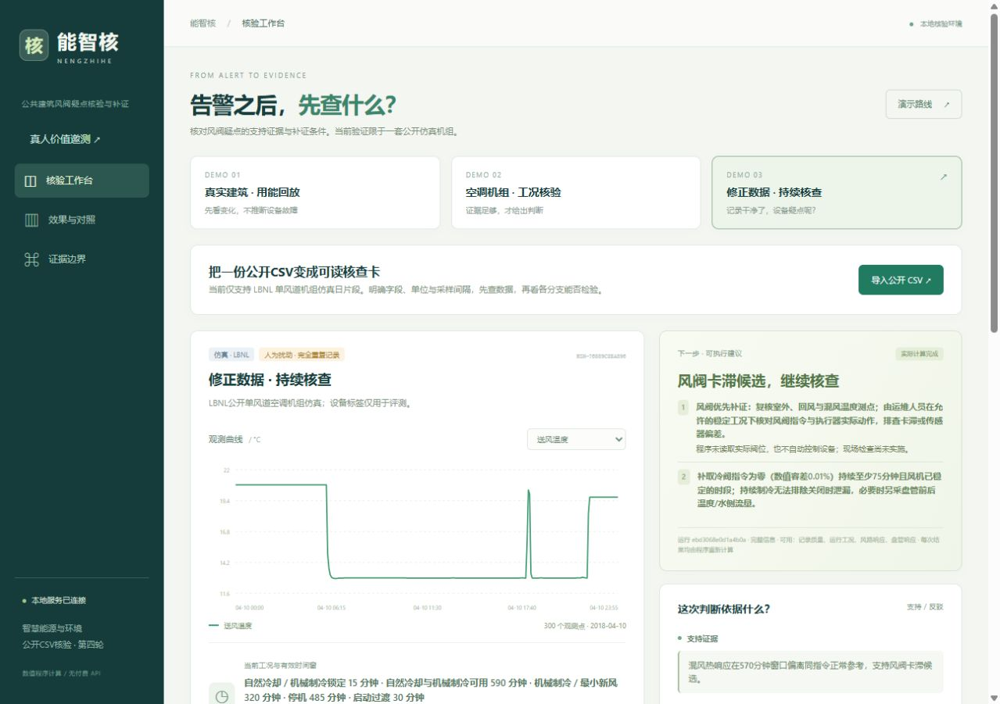 核
能智核
NENGZHIHE
公共建筑风阀疑点核验与补证
真人价值邀测 ↗
核验工作台
效果与对照
证据边界
本地服务已连接
智慧能源与环境
公开CSV核验 · 第四轮
数值程序计算 / 无付费 API
能智核 / 核验工作台
本地核验环境
FROM ALERT TO EVIDENCE
告警之后，先查什么？
核对风阀疑点的支持证据与补证条件。当前验证限于一套公开仿真机组。
演示路线 ↗
DEMO 01
真实建筑 · 用能回放
先看变化，不推断设备故障
DEMO 02
空调机组 · 工况核验
证据足够，才给出判断
DEMO 03 ↗
修正数据 · 持续核查
记录干净了，设备疑点呢？
把一份公开CSV变成可读核查卡
当前仅支持 LBNL 单风道机组仿真日片段。明确字段、单位与采样间隔，先查数据，再看各分支能否检验。
导入公开 CSV ↗
仿真 · LBNL
人为扰动 · 完全重复记录
修正数据 · 持续核查
LBNL公开单风道空调机组仿真；设备标签仅用于评测。
观测曲线 / °C
送风温度
22
19.4
16.8
14.2
11.6
04-10 00:00
04-10 06:15
04-10 11:30
04-10 17:40
04-10 23:55
送风温度
300 个观测点 · 2018-04-10
当前工况与有效时间窗
自然冷却 / 机械制冷锁定 15 分钟 · 自然冷却与机械制冷可用 590 分钟 · 机械制冷 / 最小新风
320 分钟 · 停机 485 分钟 · 启动过渡 30 分钟
下一步 · 可执行建议
实际计算完成
风阀卡滞候选，继续核查
1
风阀优先补证：复核室外、回风与混风温度测点；由运维人员在允
许的稳定工况下核对风阀指令与执行器实际动作，排查卡滞或传感
器偏差。
程序未读取实际阀位，也不自动控制设备；现场检查尚未实施。
2
补取冷阀指令为零（数值容差0.01%）持续至少75分钟且风机已稳
定的时段；持续制冷无法排除关闭时泄漏，必要时另采盘管前后
温度/水侧流量。
运行 ebd3068e0d1a4b0a · 完整信息 · 可用：记录质量、运行工况、风路响应、盘管响应 · 每次结
果均由程序重新计算
这次判断依据什么？
支持 / 反驳
支持证据
混风热响应在570分钟窗口偏离同指令正常参考，支持风阀卡滞候
选。